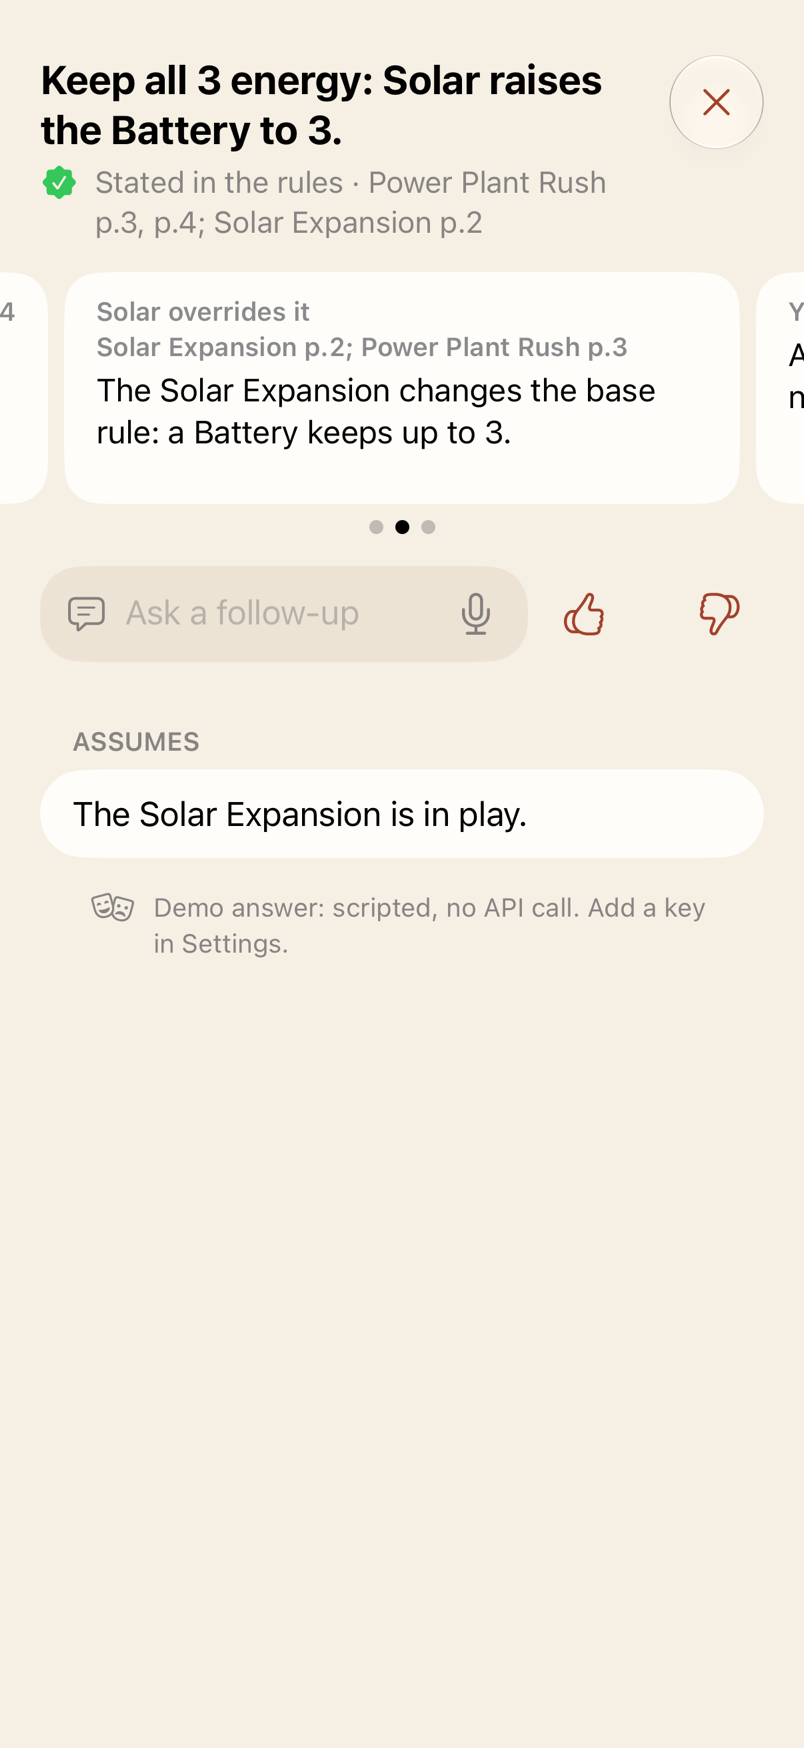 Keep all 3 energy: Solar raises
the Battery to 3.
Stated in the rules · Power Plant Rush
p.3, p.4; Solar Expansion p.2
4
Solar overrides it
Solar Expansion p.2; Power Plant Rush p.3
The Solar Expansion changes the base
rule: a Battery keeps up to 3.
Ask a follow-up
ASSUMES
The Solar Expansion is in play.
Demo answer: scripted, no API call. Add a key
in Settings.